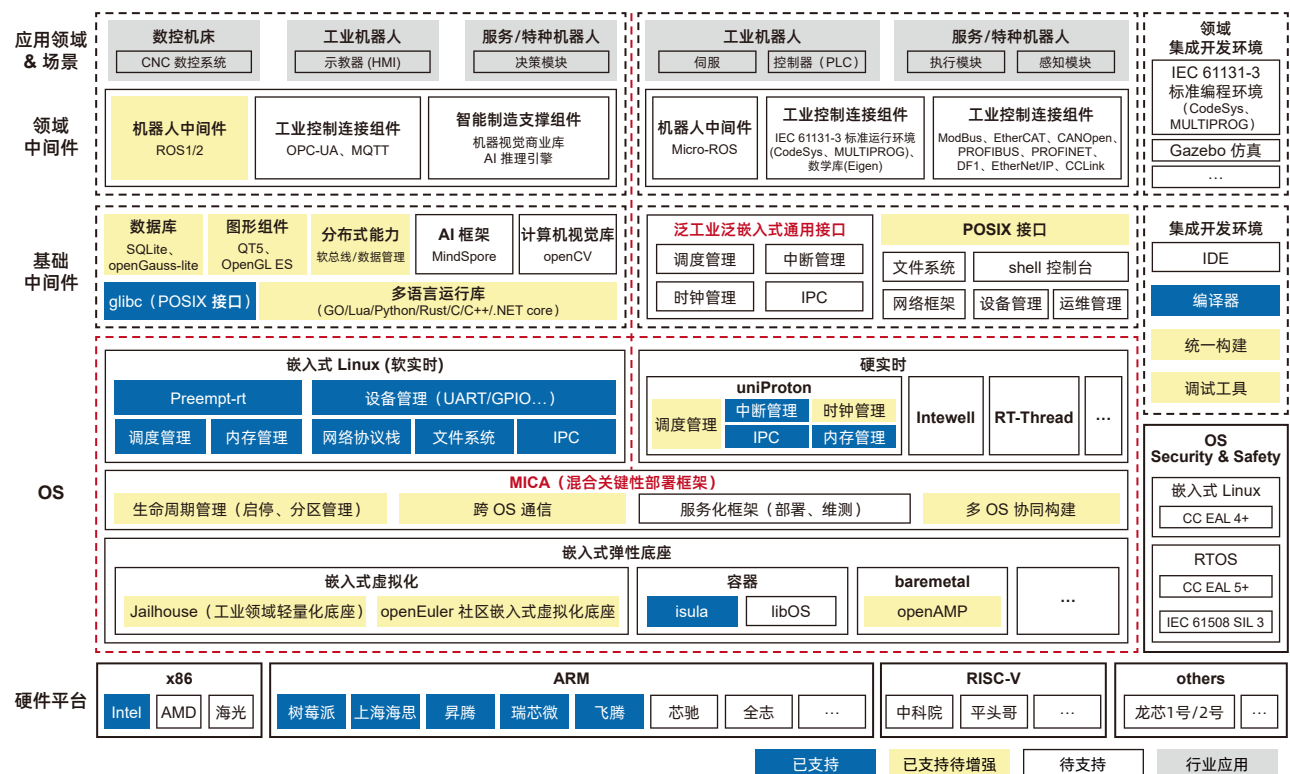 应用领域
& 场景
数控机床
CNC 数控系统
工业机器人
示教器 (HMI)
服务/特种机器人
决策模块
工业机器人
伺服
控制器（PLC）
服务/特种机器人
执行模块
感知模块
领域
集成开发环境
IEC 61131-3
标准编程环境
（CodeSys、
MULTIPROG）
Gazebo 仿真
…
领域
中间件
机器人中间件
ROS1/2
工业控制连接组件
OPC-UA、MQTT
智能制造支撑组件
机器视觉商业库
AI 推理引擎
机器人中间件
Micro-ROS
工业控制连接组件
IEC 61131-3 标准运行环境
(CodeSys、MULTIPROG)、
数学库(Eigen)
工业控制连接组件
ModBus、EtherCAT、CANOpen、
PROFIBUS、PROFINET、
DF1、EtherNet/IP、CCLink
基础
中间件
数据库
SQLite、
openGauss-lite
图形组件
QT5、
OpenGL ES
分布式能力
软总线/数据管理
AI 框架
MindSpore
计算机视觉库
openCV
glibc（POSIX 接口）
多语言运行库
（GO/Lua/Python/Rust/C/C++/.NET core）
泛工业泛嵌入式通用接口
调度管理
中断管理
时钟管理
IPC
POSIX 接口
文件系统
shell 控制台
网络框架
设备管理
运维管理
集成开发环境
IDE
编译器
统一构建
调试工具
OS
嵌入式 Linux (软实时)
Preempt-rt
设备管理（UART/GPIO…）
调度管理
内存管理
网络协议栈
文件系统
IPC
硬实时
uniProton
调度管理
中断管理
时钟管理
IPC
内存管理
Intewell
RT-Thread
…
MICA（混合关键性部署框架）
生命周期管理（启停、分区管理）
跨 OS 通信
服务化框架（部署、维测）
多 OS 协同构建
嵌入式弹性底座
嵌入式虚拟化
Jailhouse（工业领域轻量化底座）
openEuler 社区嵌入式虚拟化底座
容器
isula
libOS
baremetal
openAMP
…
OS
Security & Safety
嵌入式 Linux
CC EAL 4+
RTOS
CC EAL 5+
IEC 61508 SIL 3
硬件平台
x86
Intel
AMD
海光
ARM
树莓派
上海海思
昇腾
瑞芯微
飞腾
芯驰
全志
…
RISC-V
中科院
平头哥
…
others
龙芯1号/2号
…
已支持
已支持待增强
待支持
行业应用